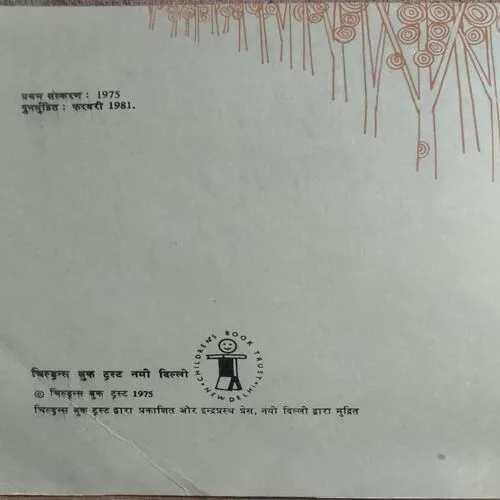 प्रथम संस्करण : 1975
पुनर्मुद्रित : फरवरी 1981.
CHILDREN'S BOOK TRUST • NEW DELHI •
चिल्ड्रन्स बुक ट्रस्ट नयी दिल्ली
© चिल्ड्रन्स बुक ट्रस्ट 1975
चिल्ड्रन्स बुक ट्रस्ट द्वारा प्रकाशित और इन्द्रप्रस्थ प्रेस, नयी दिल्ली द्वारा मुद्रित